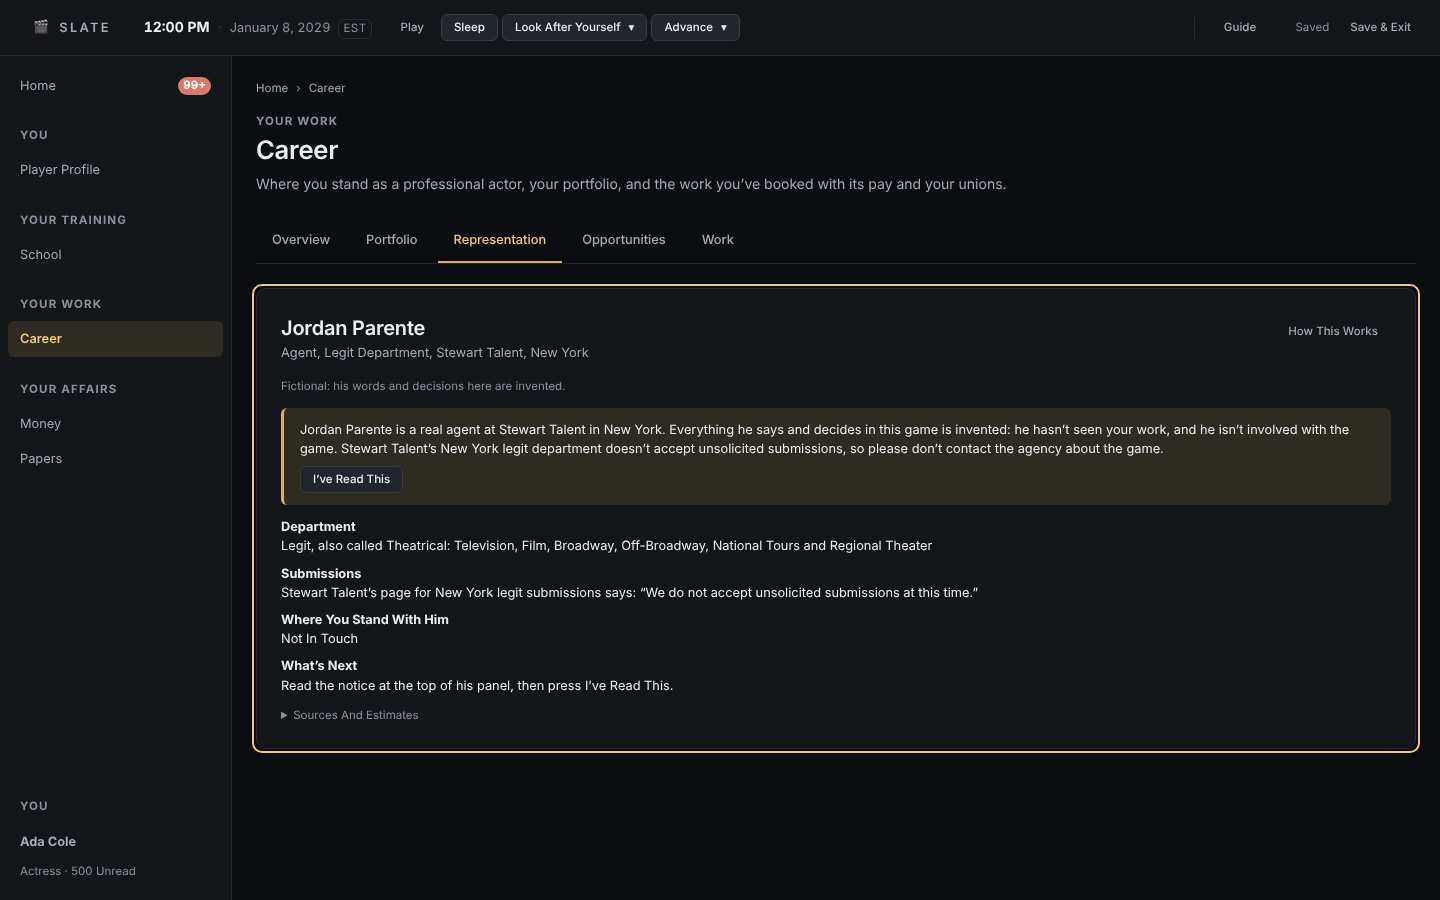 SLATE
12:00 PM · January 8, 2029 EST
Play
Sleep
Look After Yourself ▾
Advance ▾
Guide
Saved
Save & Exit
Home
99+
YOU
Player Profile
YOUR TRAINING
School
YOUR WORK
Career
YOUR AFFAIRS
Money
Papers
YOU
Ada Cole
Actress · 500 Unread
Home › Career
YOUR WORK
Career
Where you stand as a professional actor, your portfolio, and the work you’ve booked with its pay and your unions.
Overview
Portfolio
Representation
Opportunities
Work
Jordan Parente
How This Works
Agent, Legit Department, Stewart Talent, New York
Fictional: his words and decisions here are invented.
Jordan Parente is a real agent at Stewart Talent in New York. Everything he says and decides in this game is invented: he hasn’t seen your work, and he isn’t involved with the
game. Stewart Talent’s New York legit department doesn’t accept unsolicited submissions, so please don’t contact the agency about the game.
I’ve Read This
Department
Legit, also called Theatrical: Television, Film, Broadway, Off-Broadway, National Tours and Regional Theater
Submissions
Stewart Talent’s page for New York legit submissions says: “We do not accept unsolicited submissions at this time.”
Where You Stand With Him
Not In Touch
What’s Next
Read the notice at the top of his panel, then press I’ve Read This.
▶ Sources And Estimates